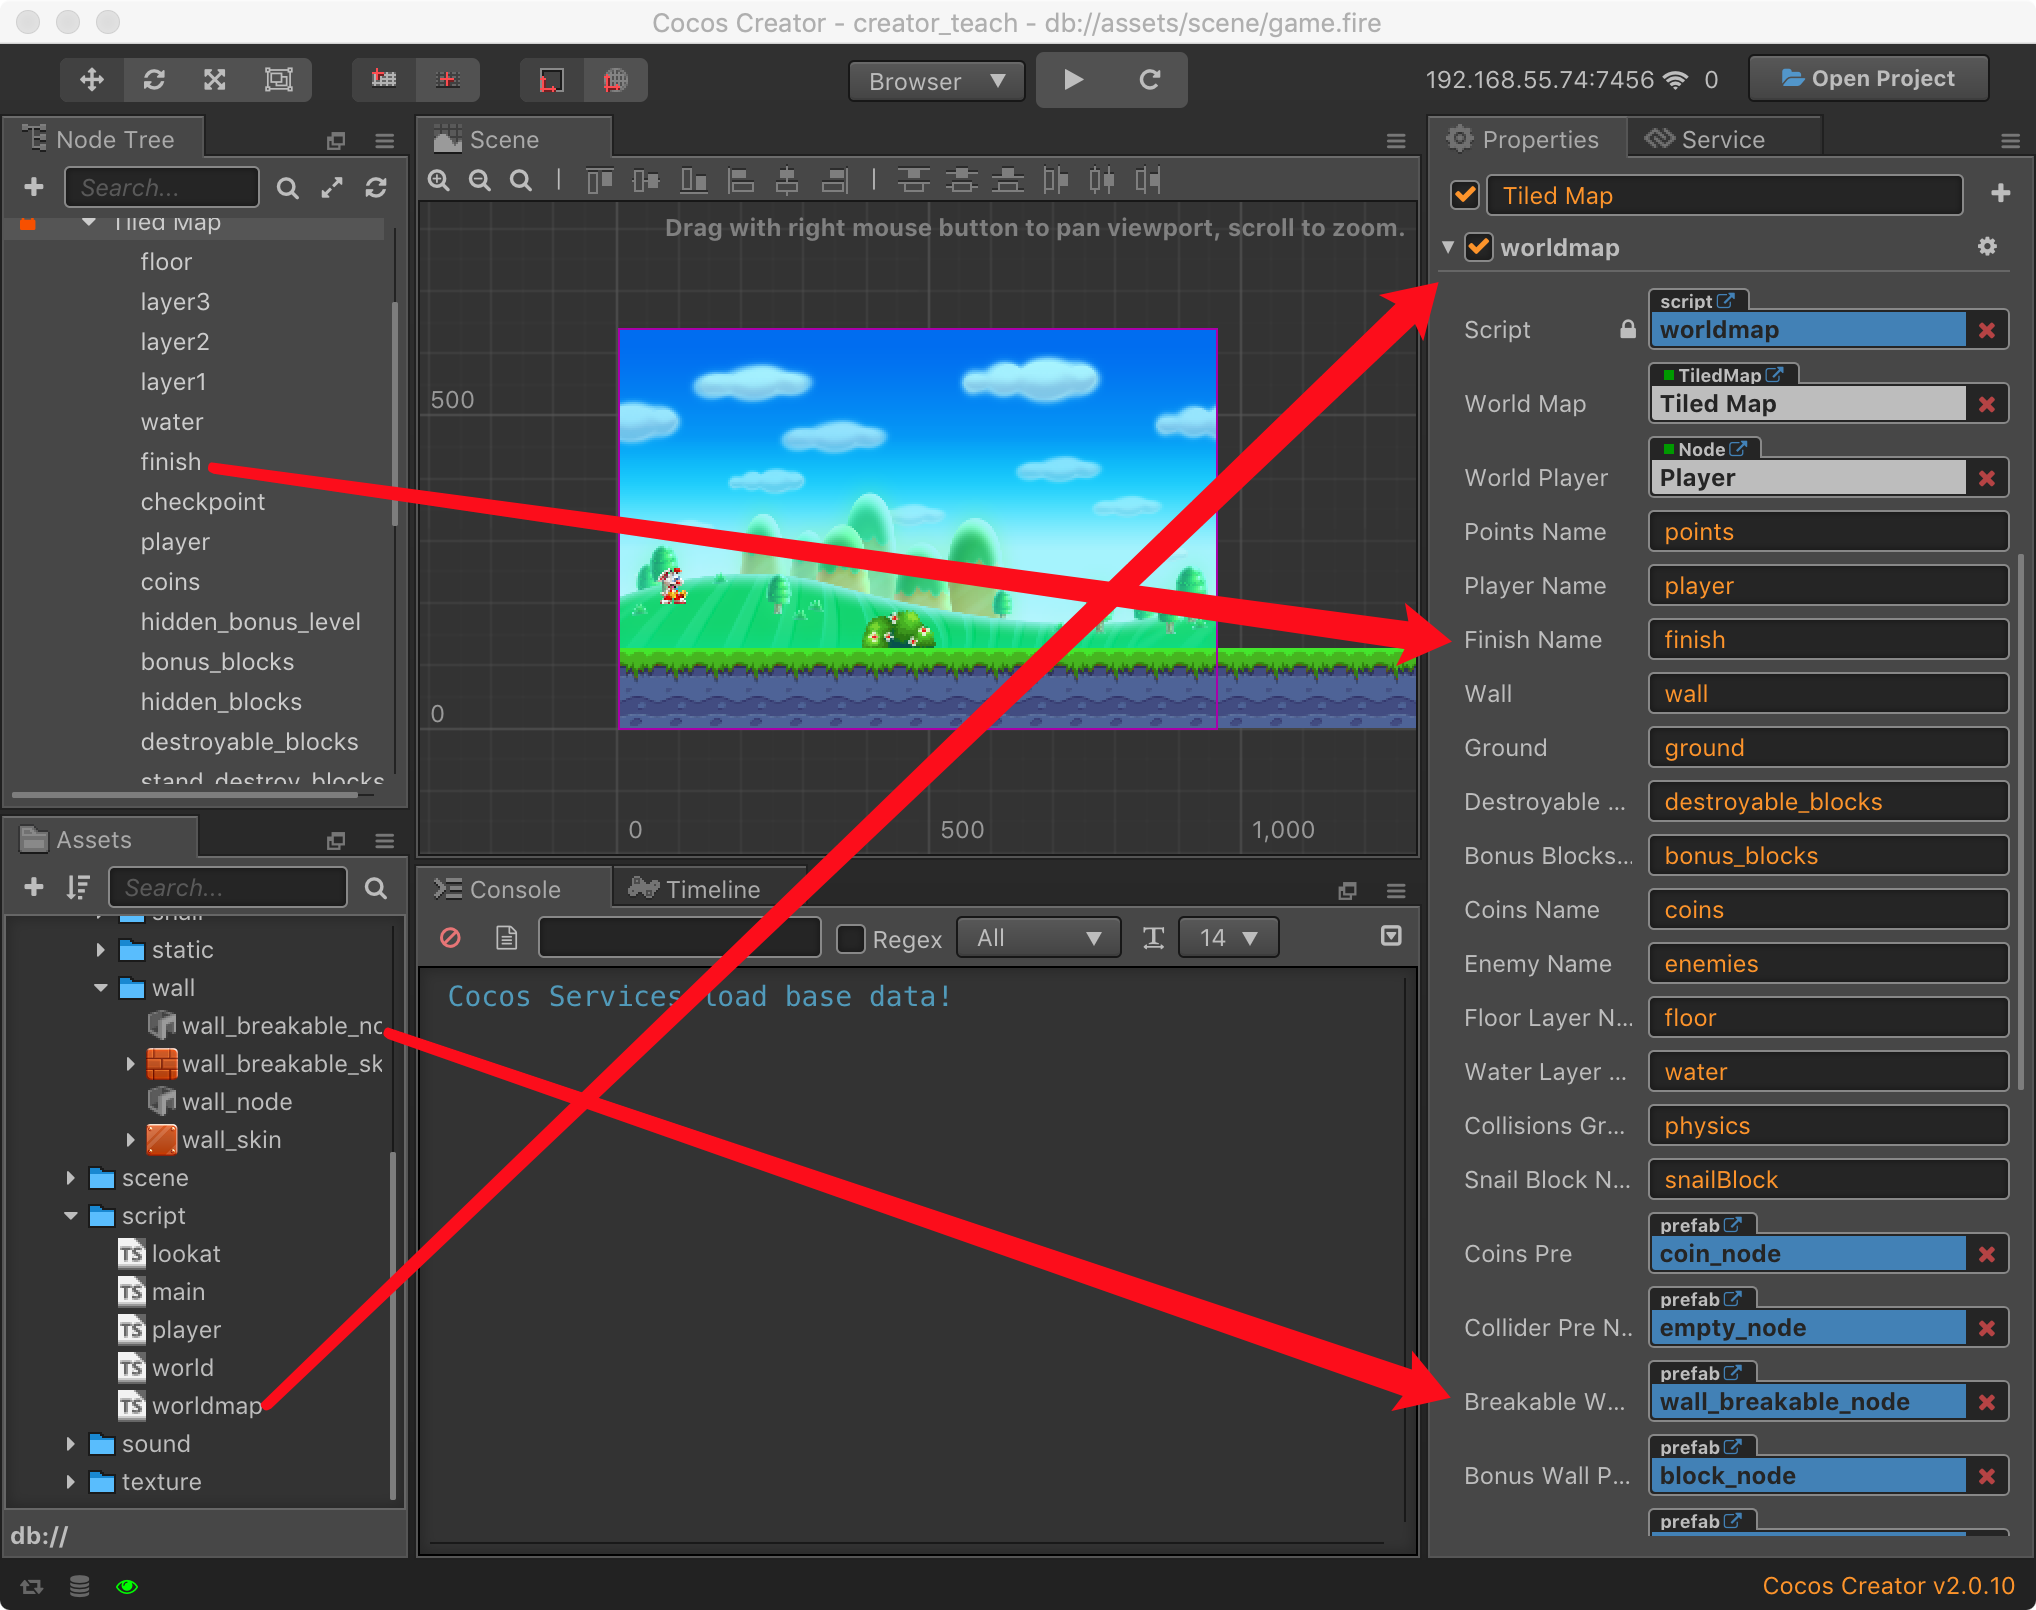 Cocos Creator - creator_teach - db://assets/scene/game.fire
Browser
192.168.55.74:7456
0
Open Project
Node Tree
Search...
Tiled Map
floor
layer3
layer2
layer1
water
finish
checkpoint
player
coins
hidden_bonus_level
bonus_blocks
hidden_blocks
destroyable_blocks
stand_destroy_blocks
Assets
Search...
static
wall
wall_breakable_no
wall_breakable_sk
wall_node
wall_skin
scene
script
TS lookat
TS main
TS player
TS world
TS worldmap
sound
texture
db://
Scene
Drag with right mouse button to pan viewport, scroll to zoom.
500
0
0
500
1,000
Console
Timeline
Regex
All
14
Cocos Services load base data!
Properties
Service
Tiled Map
worldmap
script
Script
worldmap
TiledMap
World Map
Tiled Map
Node
World Player
Player
Points Name
points
Player Name
player
Finish Name
finish
Wall
wall
Ground
ground
Destroyable ...
destroyable_blocks
Bonus Blocks...
bonus_blocks
Coins Name
coins
Enemy Name
enemies
Floor Layer N...
floor
Water Layer ...
water
Collisions Gr...
physics
Snail Block N...
snailBlock
prefab
Coins Pre
coin_node
prefab
Collider Pre N..
empty_node
prefab
Breakable W...
wall_breakable_node
prefab
Bonus Wall P...
block_node
prefab
Cocos Creator v2.0.10